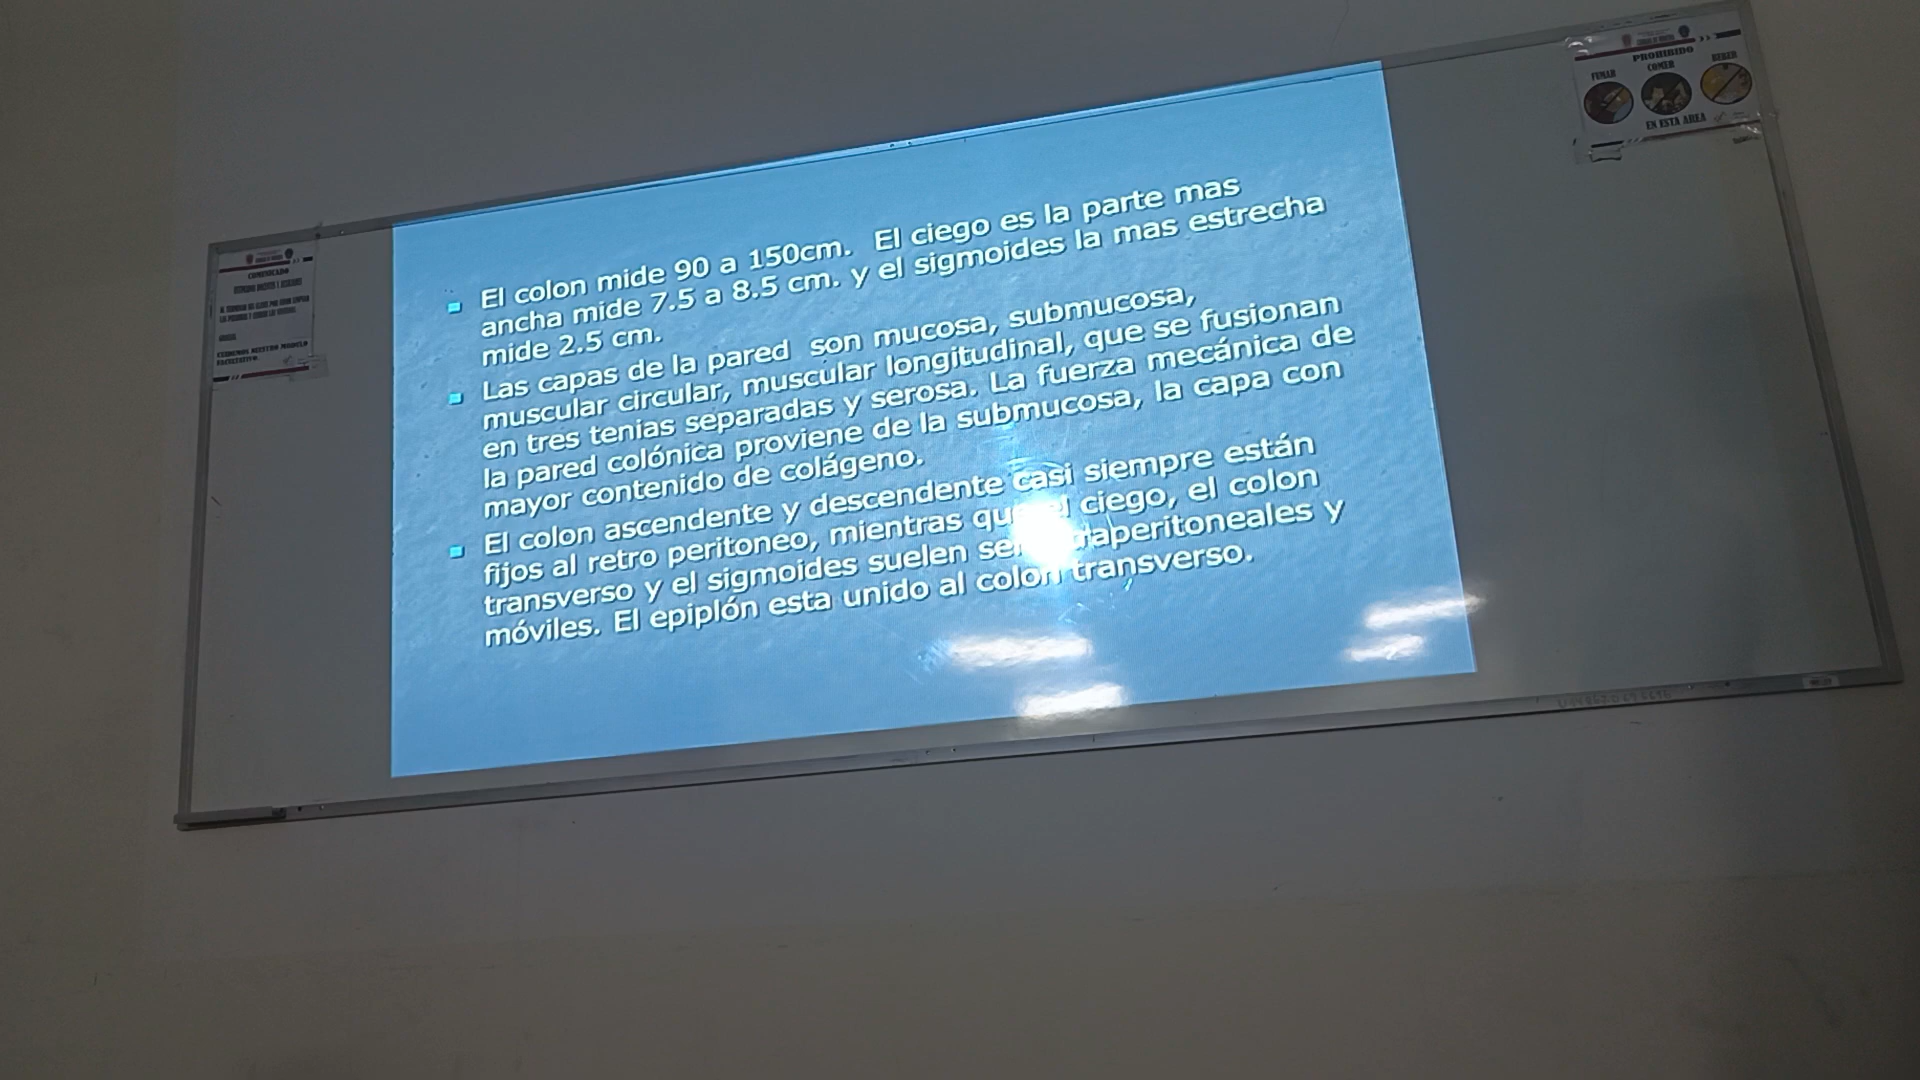 El colon mide 90 a 150cm. El ciego es la parte mas
ancha mide 7.5 a 8.5 cm. y el sigmoides la mas estrecha
mide 2.5 cm.
Las capas de la pared son mucosa, submucosa,
muscular circular, muscular longitudinal, que se fusionan
en tres tenias separadas y serosa. La fuerza mecánica de
la pared colónica proviene de la submucosa, la capa con
mayor contenido de colágeno.
El colon ascendente y descendente casi siempre están
fijos al retro peritoneo, mientras ciego, el colon
transverso y el sigmoides suelen y
móviles. El epiplón esta unido al colon transverso.
COMUNICADO
PROHIBIDO
FUMAR COMER BEBER
EN ESTA AREA